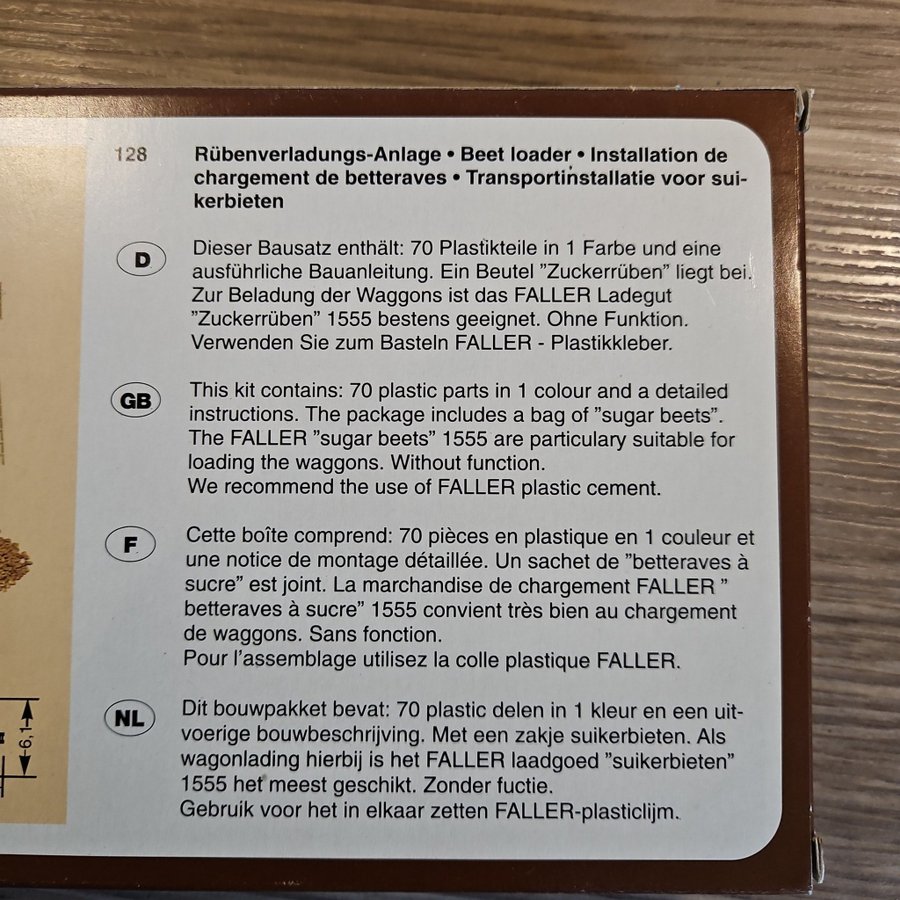 128
Rübenverladungs-Anlage • Beet loader • Installation de
chargement de betteraves • Transportinstallatie voor sui-
kerbieten
D
Dieser Bausatz enthält: 70 Plastikteile in 1 Farbe und eine
ausführliche Bauanleitung. Ein Beutel ”Zuckerrüben” liegt bei.
Zur Beladung der Waggons ist das FALLER Ladegut
”Zuckerrüben” 1555 bestens geeignet. Ohne Funktion.
Verwenden Sie zum Basteln FALLER - Plastikkleber.
GB
This kit contains: 70 plastic parts in 1 colour and a detailed
instructions. The package includes a bag of ”sugar beets”.
The FALLER ”sugar beets” 1555 are particulary suitable for
loading the waggons. Without function.
We recommend the use of FALLER plastic cement.
F
Cette boîte comprend: 70 pièces en plastique en 1 couleur et
une notice de montage détaillée. Un sachet de ”betteraves à
sucre” est joint. La marchandise de chargement FALLER ”
betteraves à sucre” 1555 convient très bien au chargement
de waggons. Sans fonction.
Pour l’assemblage utilisez la colle plastique FALLER.
NL
Dit bouwpakket bevat: 70 plastic delen in 1 kleur en een uit-
voerige bouwbeschrijving. Met een zakje suikerbieten. Als
wagonlading hierbij is het FALLER laadgoed ”suikerbieten”
1555 het meest geschikt. Zonder fuctie.
Gebruik voor het in elkaar zetten FALLER-plasticlijm.
6,1